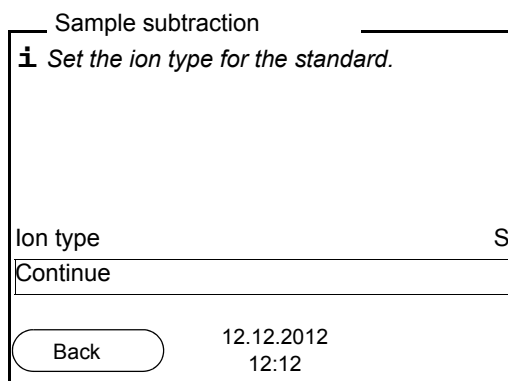 Sample subtraction
i Set the ion type for the standard.
Ion type S
Continue
Back
12.12.2012
12:12